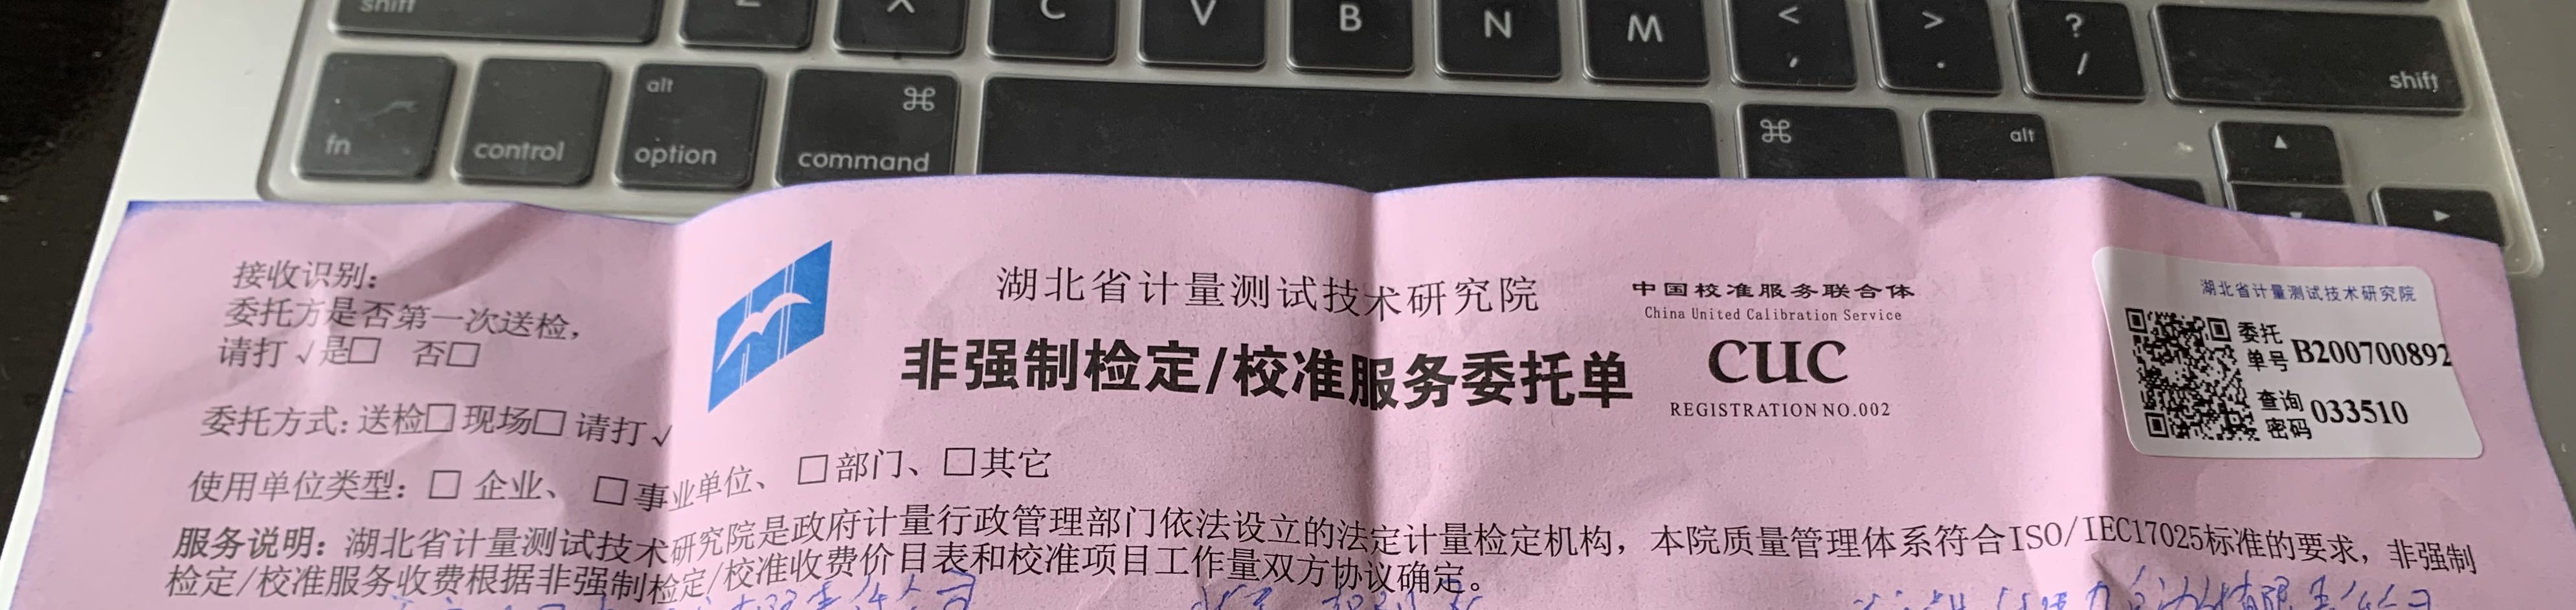 shift Z X C V B N M < , > . ? / shift
fn control alt option ⌘ command ⌘ alt
接收识别：
委托方是否第一次送检，
请打√是□ 否□
委托方式：送检□现场□请打√
使用单位类型：□ 企业、□事业单位、□部门、□其它
湖北省计量测试技术研究院
非强制检定/校准服务委托单
中国校准服务联合体
China United Calibration Service
CUC
REGISTRATION NO.002
湖北省计量测试技术研究院
委托单号 B200700892
查询密码 033510
服务说明：湖北省计量测试技术研究院是政府计量行政管理部门依法设立的法定计量检定机构，本院质量管理体系符合ISO/IEC17025标准的要求，非强制
检定/校准服务收费根据非强制检定/校准收费价目表和校准项目工作量双方协议确定。